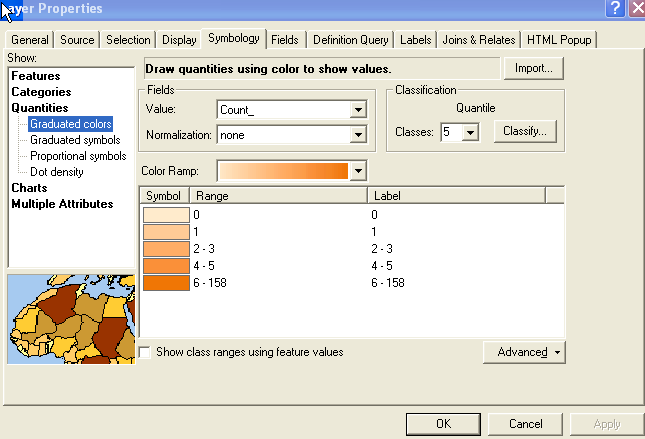 ayer Properties
General Source Selection Display Symbology Fields Definition Query Labels Joins & Relates HTML Popup
Show:
Features
Categories
Quantities
Graduated colors
Graduated symbols
Proportional symbols
Dot density
Charts
Multiple Attributes
Draw quantities using color to show values.
Import...
Fields
Value: Count_
Normalization: none
Classification
Quantile
Classes: 5 Classify...
Color Ramp:
Symbol Range Label
0 0
1 1
2 - 3 2 - 3
4 - 5 4 - 5
6 - 158 6 - 158
Show class ranges using feature values
Advanced
OK Cancel Apply